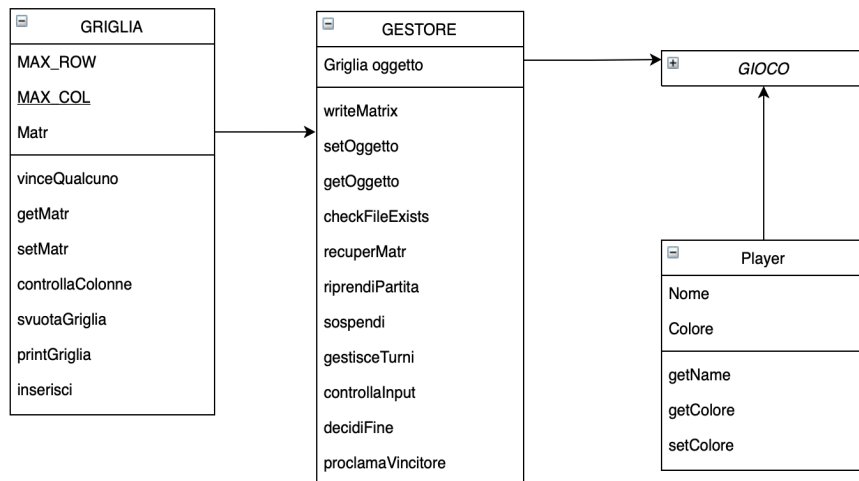 GRIGLIA
MAX_ROW
MAX_COL
Matr
vinceQualcuno
getMatr
setMatr
controllaColonne
svuotaGriglia
printGriglia
inserisci
GESTORE
Griglia oggetto
writeMatrix
setOggetto
getOggetto
checkFileExists
recuperMatr
riprendiPartita
sospendi
gestisceTurni
controllaInput
decidiFine
proclamaVincitore
GIOCO
Player
Nome
Colore
getName
getColore
setColore